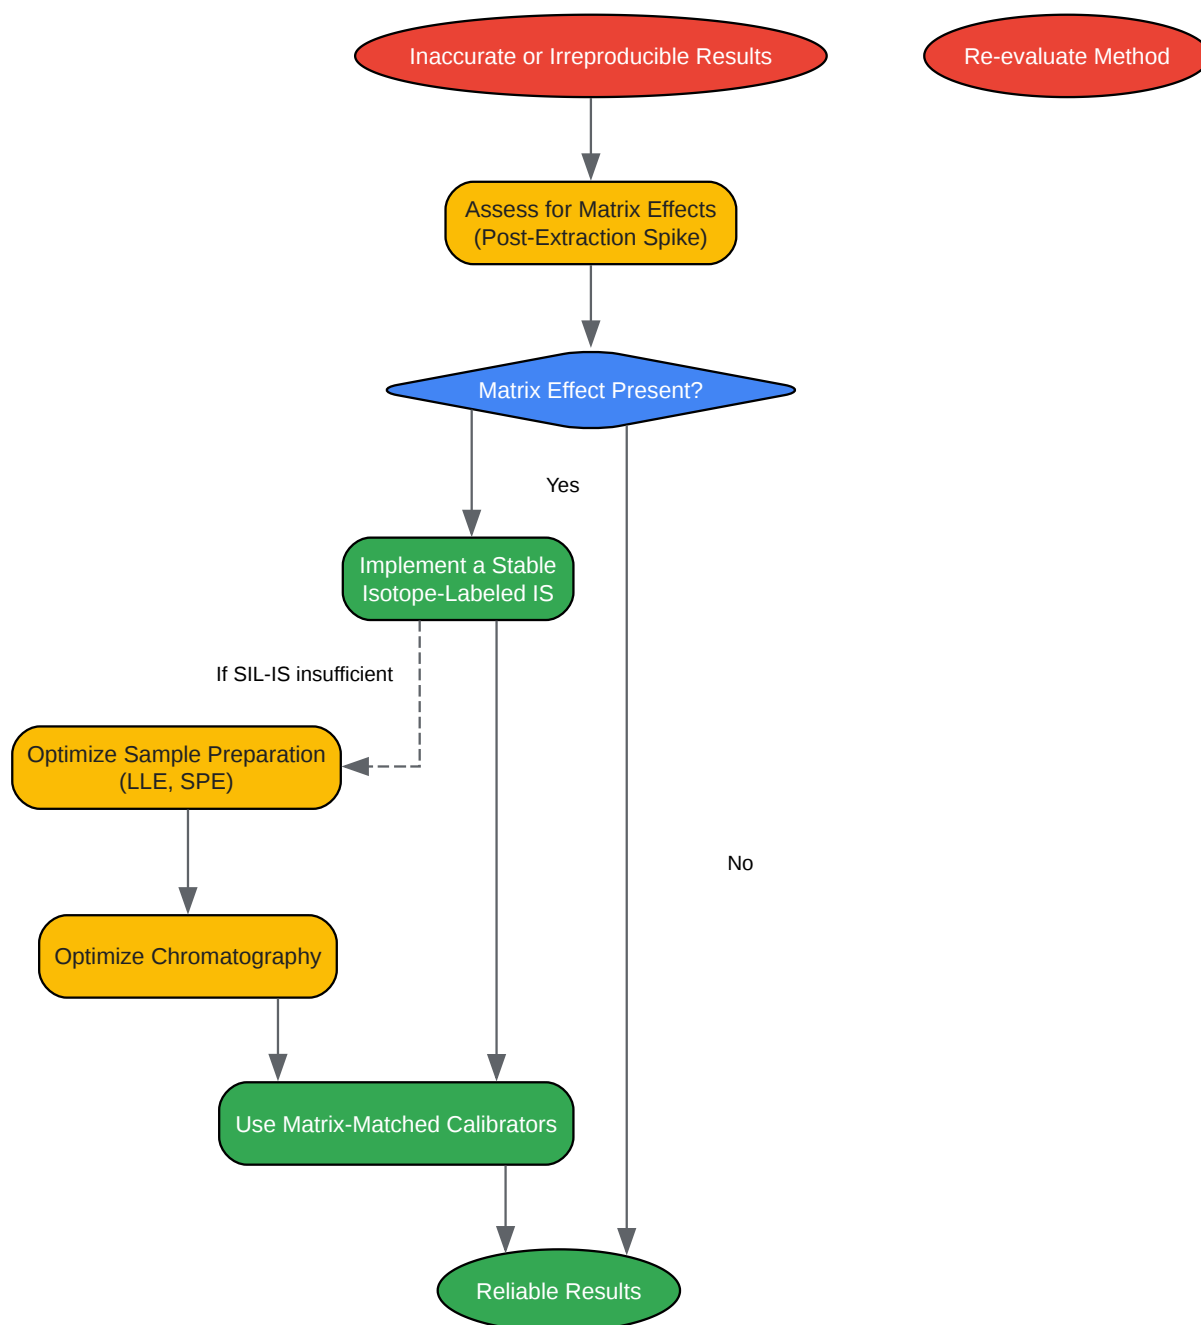 Inaccurate or Irreproducible Results
Re-evaluate Method
Assess for Matrix Effects
(Post-Extraction Spike)
Matrix Effect Present?
Yes
Implement a Stable
Isotope-Labeled IS
If SIL-IS insufficient
Optimize Sample Preparation
(LLE, SPE)
No
Optimize Chromatography
Use Matrix-Matched Calibrators
Reliable Results